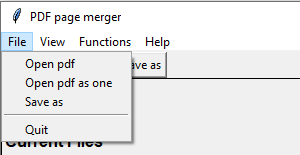 PDF page merger
File View Functions Help
Open pdf
Open pdf as one
Save as
Quit
ave as
Current Files